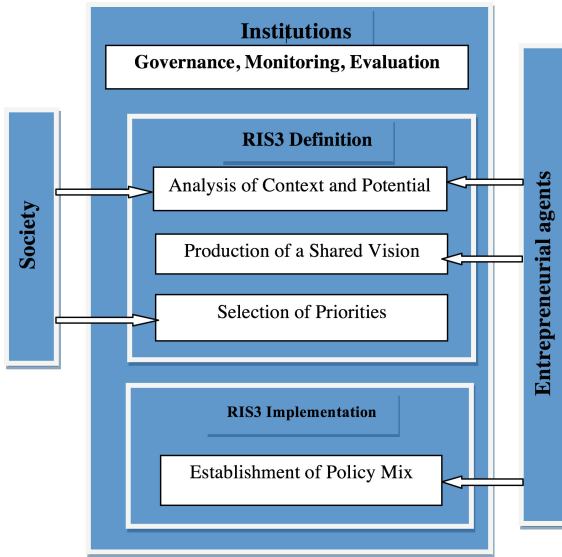 Institutions
Governance, Monitoring, Evaluation
RIS3 Definition
Analysis of Context and Potential
Production of a Shared Vision
Selection of Priorities
RIS3 Implementation
Establishment of Policy Mix
Society
Entrepreneurial agents